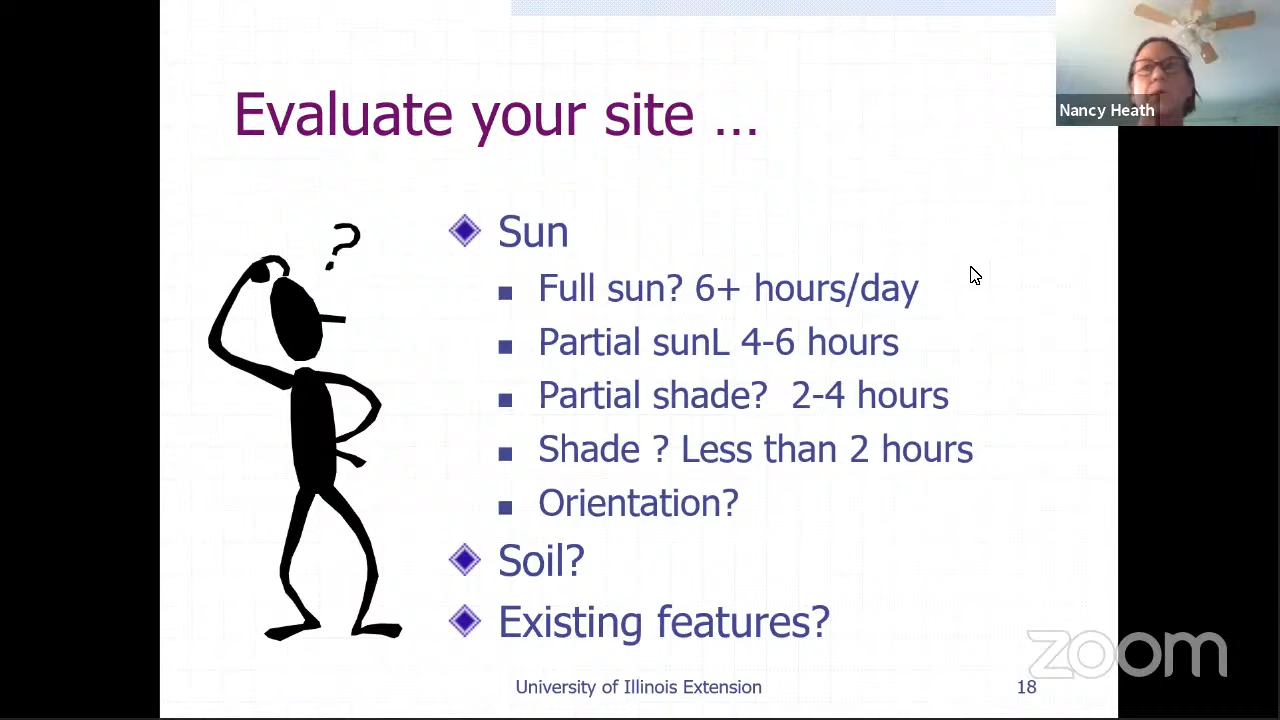 Evaluate your site ...
Nancy Heath
?
Sun
Full sun? 6+ hours/day
Partial sunL 4-6 hours
Partial shade?  2-4 hours
Shade ? Less than 2 hours
Orientation?
Soil?
Existing features?
University of Illinois Extension
18
zoom